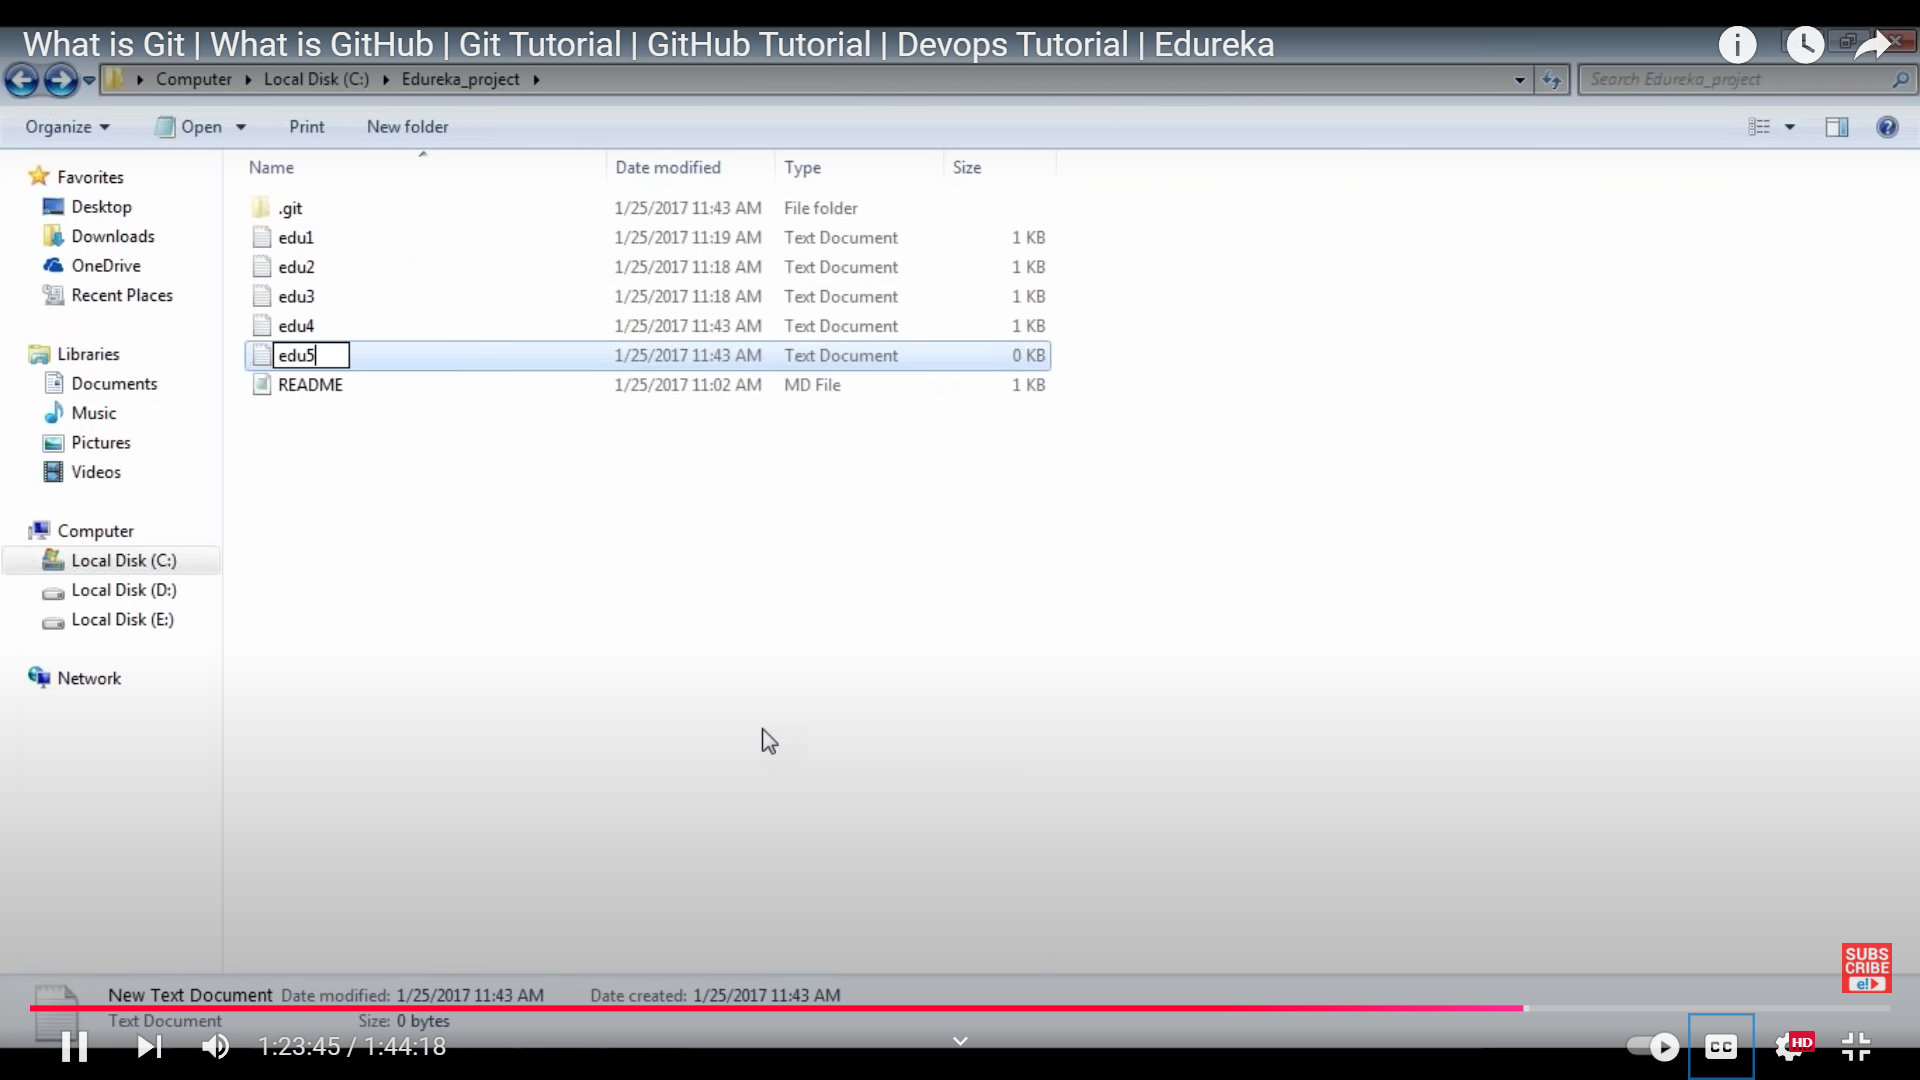 What is Git | What is GitHub | Git Tutorial | GitHub Tutorial | Devops Tutorial | Edureka
Computer Local Disk (C:) Edureka_project Search Edureka_project
Organize Open Print New folder
Name Date modified Type Size
Favorites
Desktop
Downloads
OneDrive
Recent Places
Libraries
Documents
Music
Pictures
Videos
Computer
Local Disk (C:)
Local Disk (D:)
Local Disk (E:)
Network
.git 1/25/2017 11:43 AM File folder
edu1 1/25/2017 11:19 AM Text Document 1 KB
edu2 1/25/2017 11:18 AM Text Document 1 KB
edu3 1/25/2017 11:18 AM Text Document 1 KB
edu4 1/25/2017 11:43 AM Text Document 1 KB
edu5 1/25/2017 11:43 AM Text Document 0 KB
README 1/25/2017 11:02 AM MD File 1 KB
SUBS
CRIBE
e!
New Text Document Date modified: 1/25/2017 11:43 AM Date created: 1/25/2017 11:43 AM
Text Document Size: 0 bytes
1:23:45 / 1:44:18 CC HD